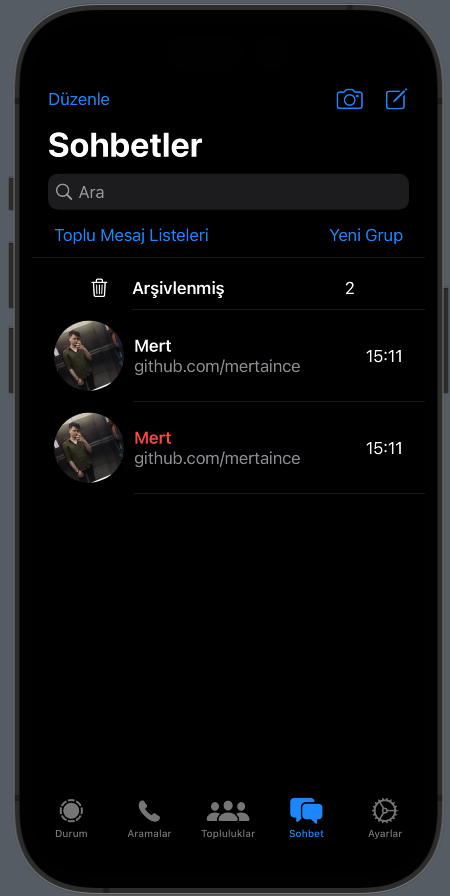 Düzenle
Sohbetler
Ara
Toplu Mesaj Listeleri Yeni Grup
Arşivlenmiş 2
Mert
github.com/mertaince 15:11
Mert
github.com/mertaince 15:11
Durum Aramalar Topluluklar Sohbet Ayarlar